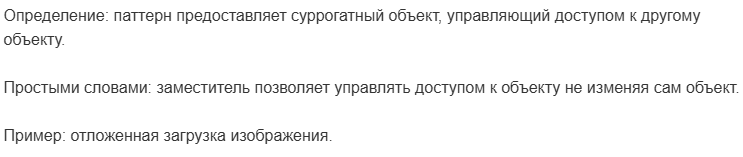 Определение: паттерн предоставляет суррогатный объект, управляющий доступом к другому
объекту.
Простыми словами: заместитель позволяет управлять доступом к объекту не изменяя сам объект.
Пример: отложенная загрузка изображения.